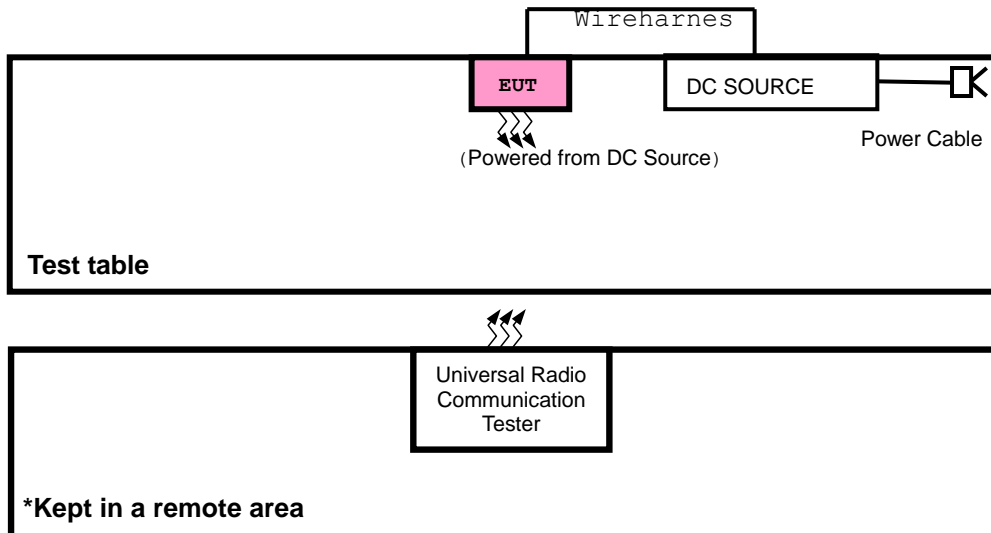 Wireharnes
EUT
DC SOURCE
Power Cable
（Powered from DC Source）
Test table
Universal Radio
Communication
Tester
*Kept in a remote area